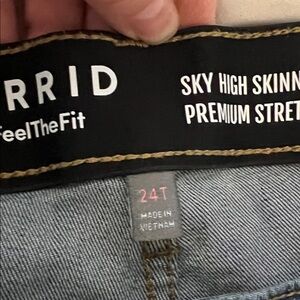 RRID
FeelTheFit
SKY HIGH SKINN
PREMIUM STRET
24T
MADE IN
VIETNAM